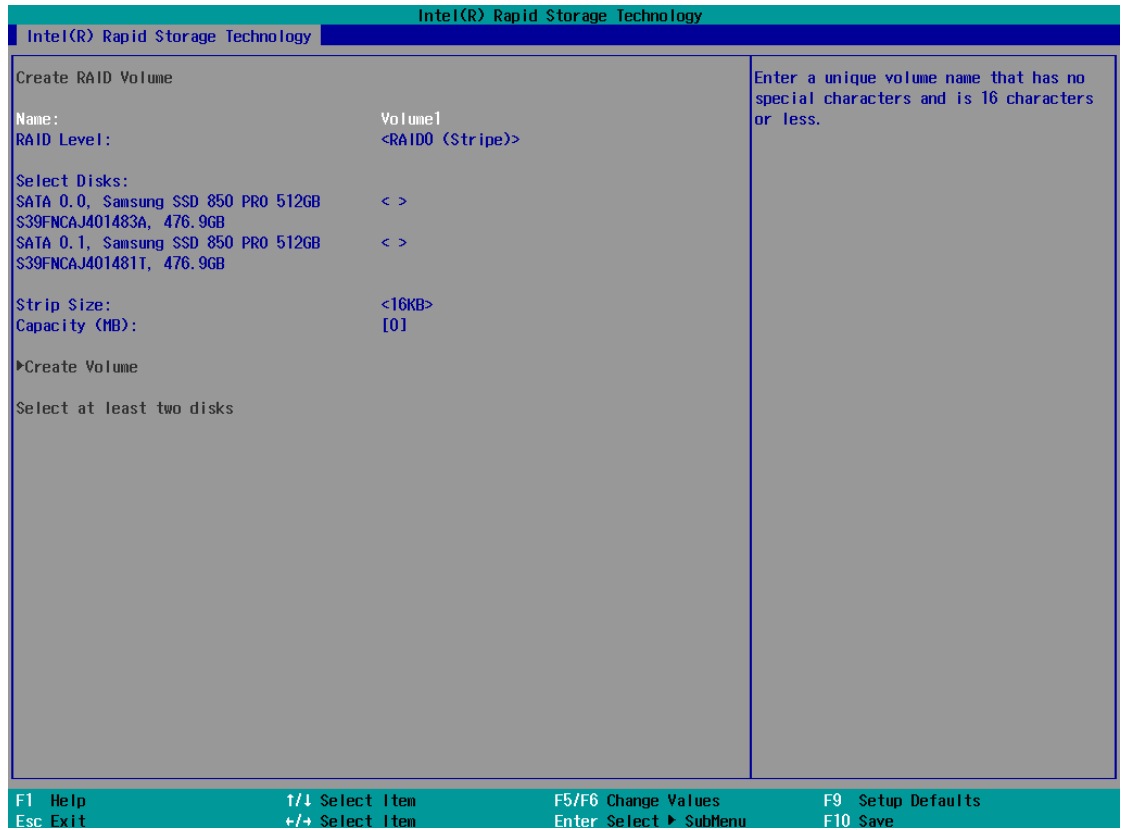 Intel(R) Rapid Storage Technology
Intel(R) Rapid Storage Technology
Create RAID Volume
Name: Volume1
RAID Level: <RAID0 (Stripe)>
Select Disks:
SATA 0.0, Samsung SSD 850 PRO 512GB < >
S39FNCAJ401483A, 476.9GB
SATA 0.1, Samsung SSD 850 PRO 512GB < >
S39FNCAJ401481T, 476.9GB
Strip Size: <16KB>
Capacity (MB): [0]
▶Create Volume
Select at least two disks
Enter a unique volume name that has no
special characters and is 16 characters
or less.
F1 Help ↑/↓ Select Item F5/F6 Change Values F9 Setup Defaults
Esc Exit ←/→ Select Item Enter Select ▶ SubMenu F10 Save